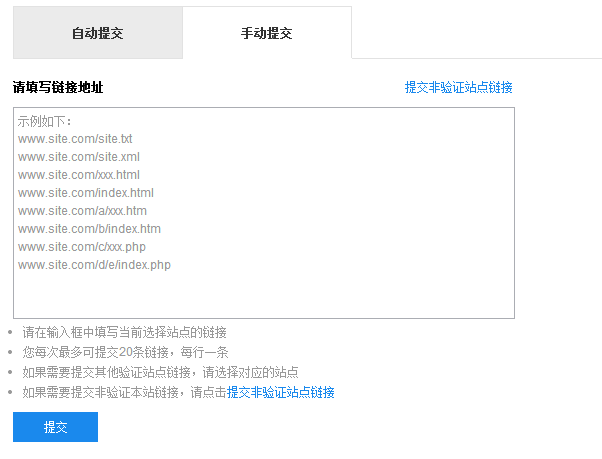 自动提交
手动提交
请填写链接地址
提交非验证站点链接
示例如下：
www.site.com/site.txt
www.site.com/site.xml
www.site.com/xxx.html
www.site.com/index.html
www.site.com/a/xxx.htm
www.site.com/b/index.htm
www.site.com/c/xxx.php
www.site.com/d/e/index.php
请在输入框中填写当前选择站点的链接
您每次最多可提交20条链接，每行一条
如果需要提交其他验证站点链接，请选择对应的站点
如果需要提交非验证本站链接，请点击提交非验证站点链接
提交